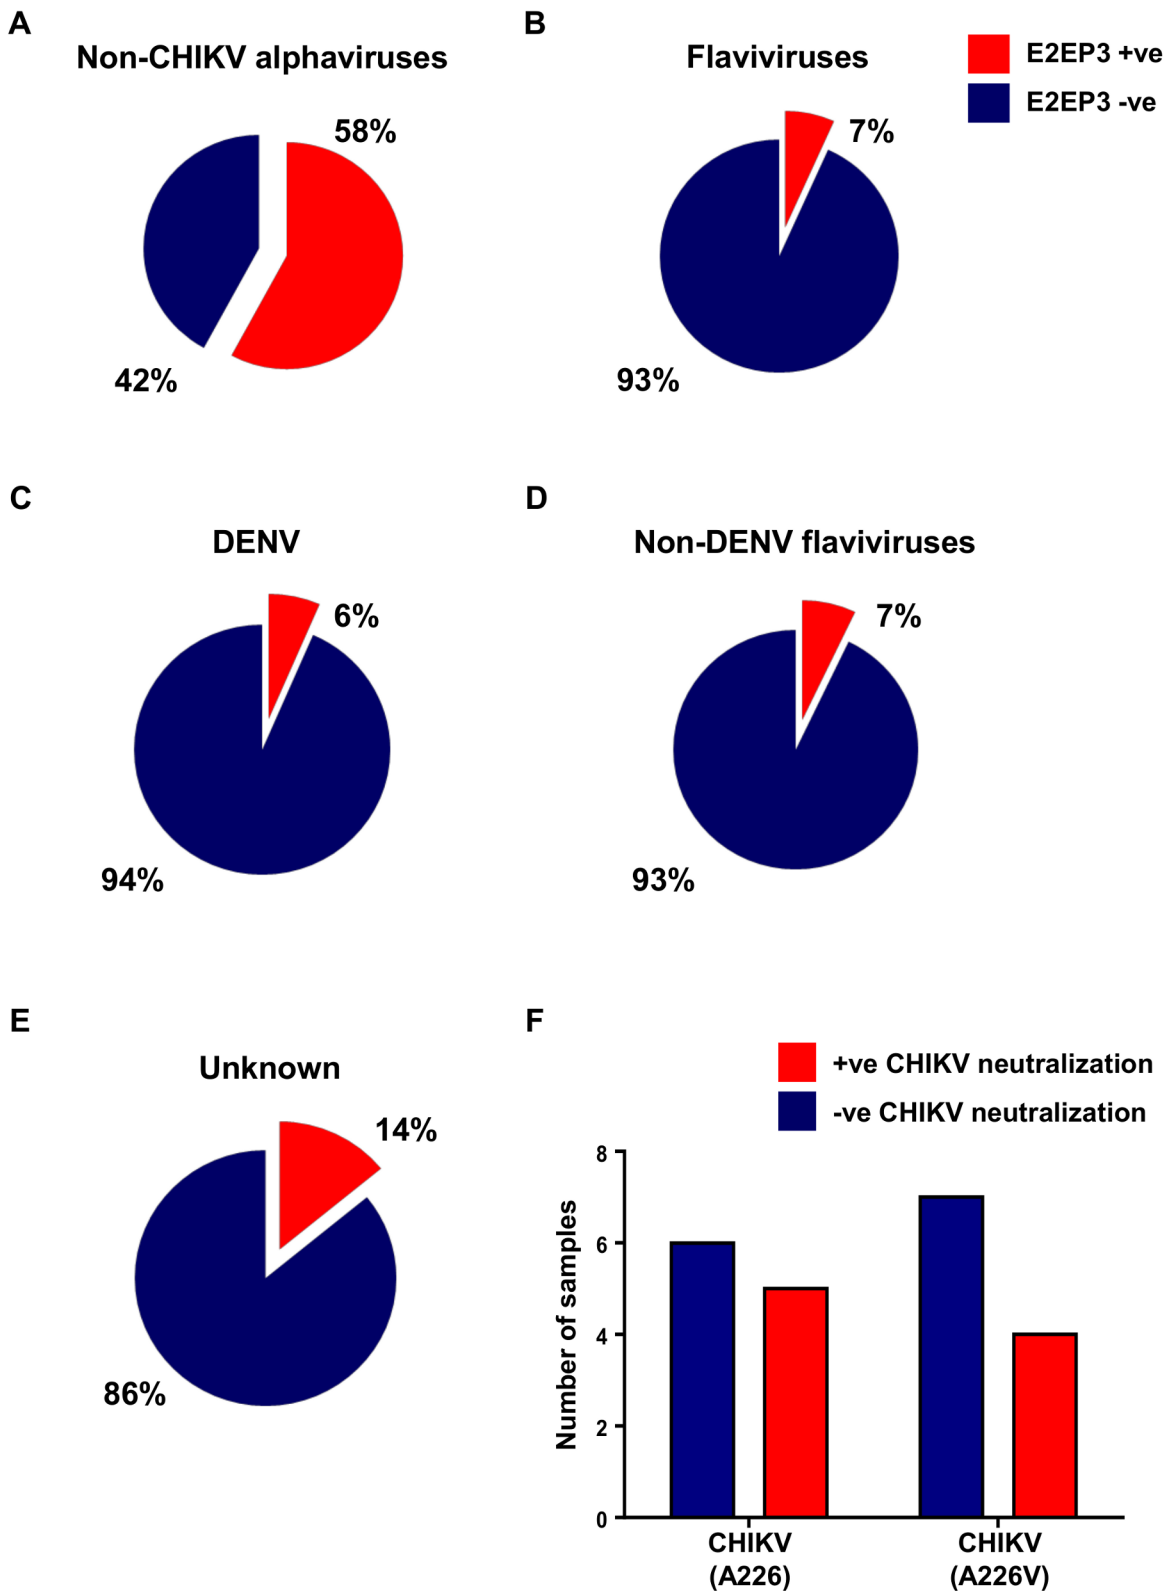 A
Non-CHIKV alphaviruses
58%
42%
B
Flaviviruses
7%
93%
E2EP3 +ve
E2EP3 -ve
C
DENV
6%
94%
D
Non-DENV flaviviruses
7%
93%
E
Unknown
14%
86%
F
+ve CHIKV neutralization
-ve CHIKV neutralization
Number of samples
8
6
4
2
0
CHIKV
(A226)
CHIKV
(A226V)